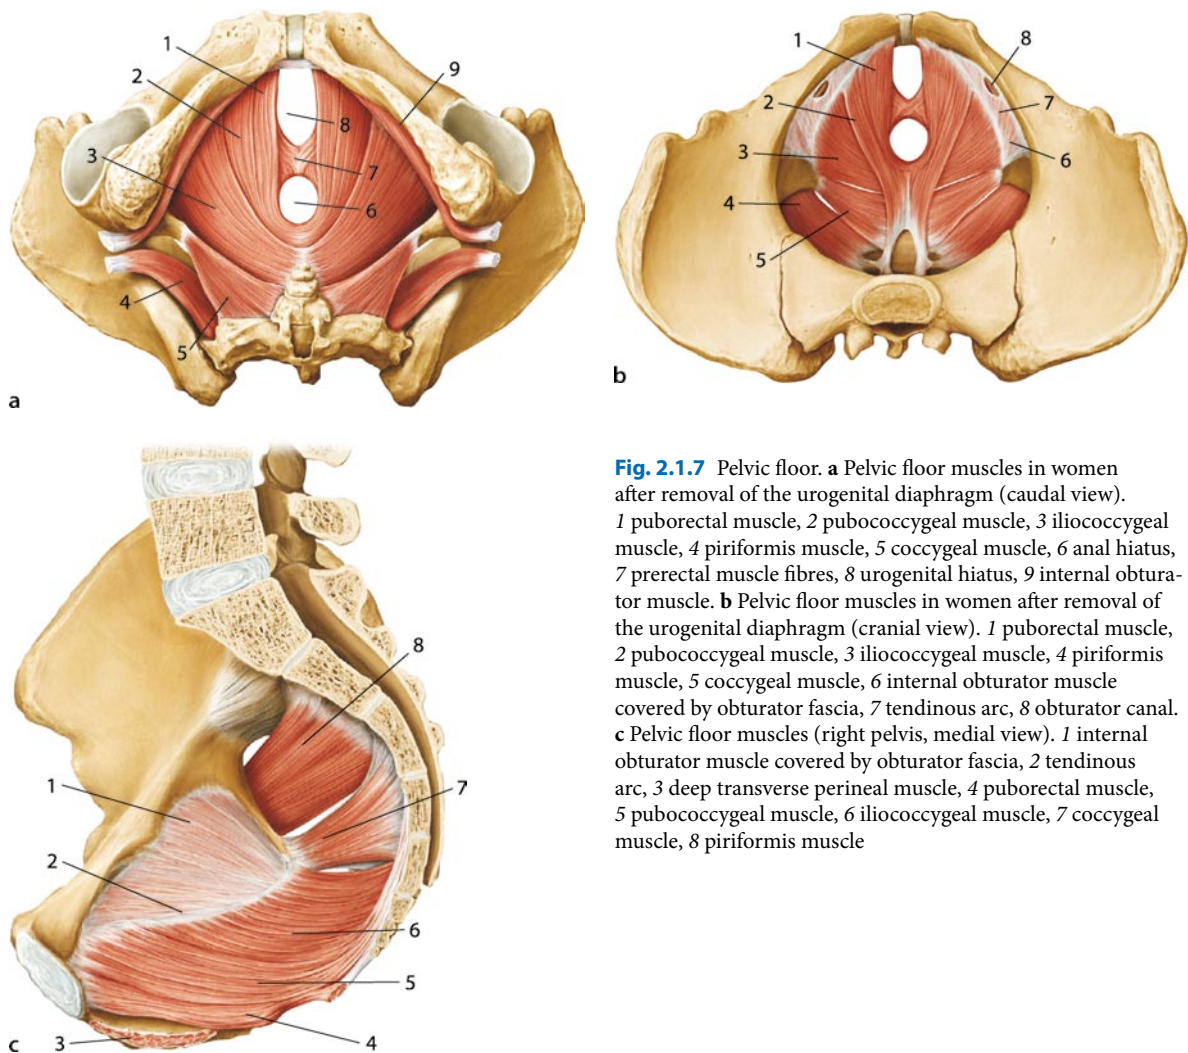 1
2
3
4
5
6
7
8
9
a
1
2
3
4
5
6
7
8
b
1
2
3
4
5
6
7
8
c
Fig. 2.1.7 Pelvic floor. a Pelvic floor muscles in women
after removal of the urogenital diaphragm (caudal view).
1 puborectal muscle, 2 pubococcygeal muscle, 3 iliococcygeal
muscle, 4 piriformis muscle, 5 coccygeal muscle, 6 anal hiatus,
7 prerectal muscle fibres, 8 urogenital hiatus, 9 internal obtura-
tor muscle. b Pelvic floor muscles in women after removal of
the urogenital diaphragm (cranial view). 1 puborectal muscle,
2 pubococcygeal muscle, 3 iliococcygeal muscle, 4 piriformis
muscle, 5 coccygeal muscle, 6 internal obturator muscle
covered by obturator fascia, 7 tendinous arc, 8 obturator canal.
c Pelvic floor muscles (right pelvis, medial view). 1 internal
obturator muscle covered by obturator fascia, 2 tendinous
arc, 3 deep transverse perineal muscle, 4 puborectal muscle,
5 pubococcygeal muscle, 6 iliococcygeal muscle, 7 coccygeal
muscle, 8 piriformis muscle